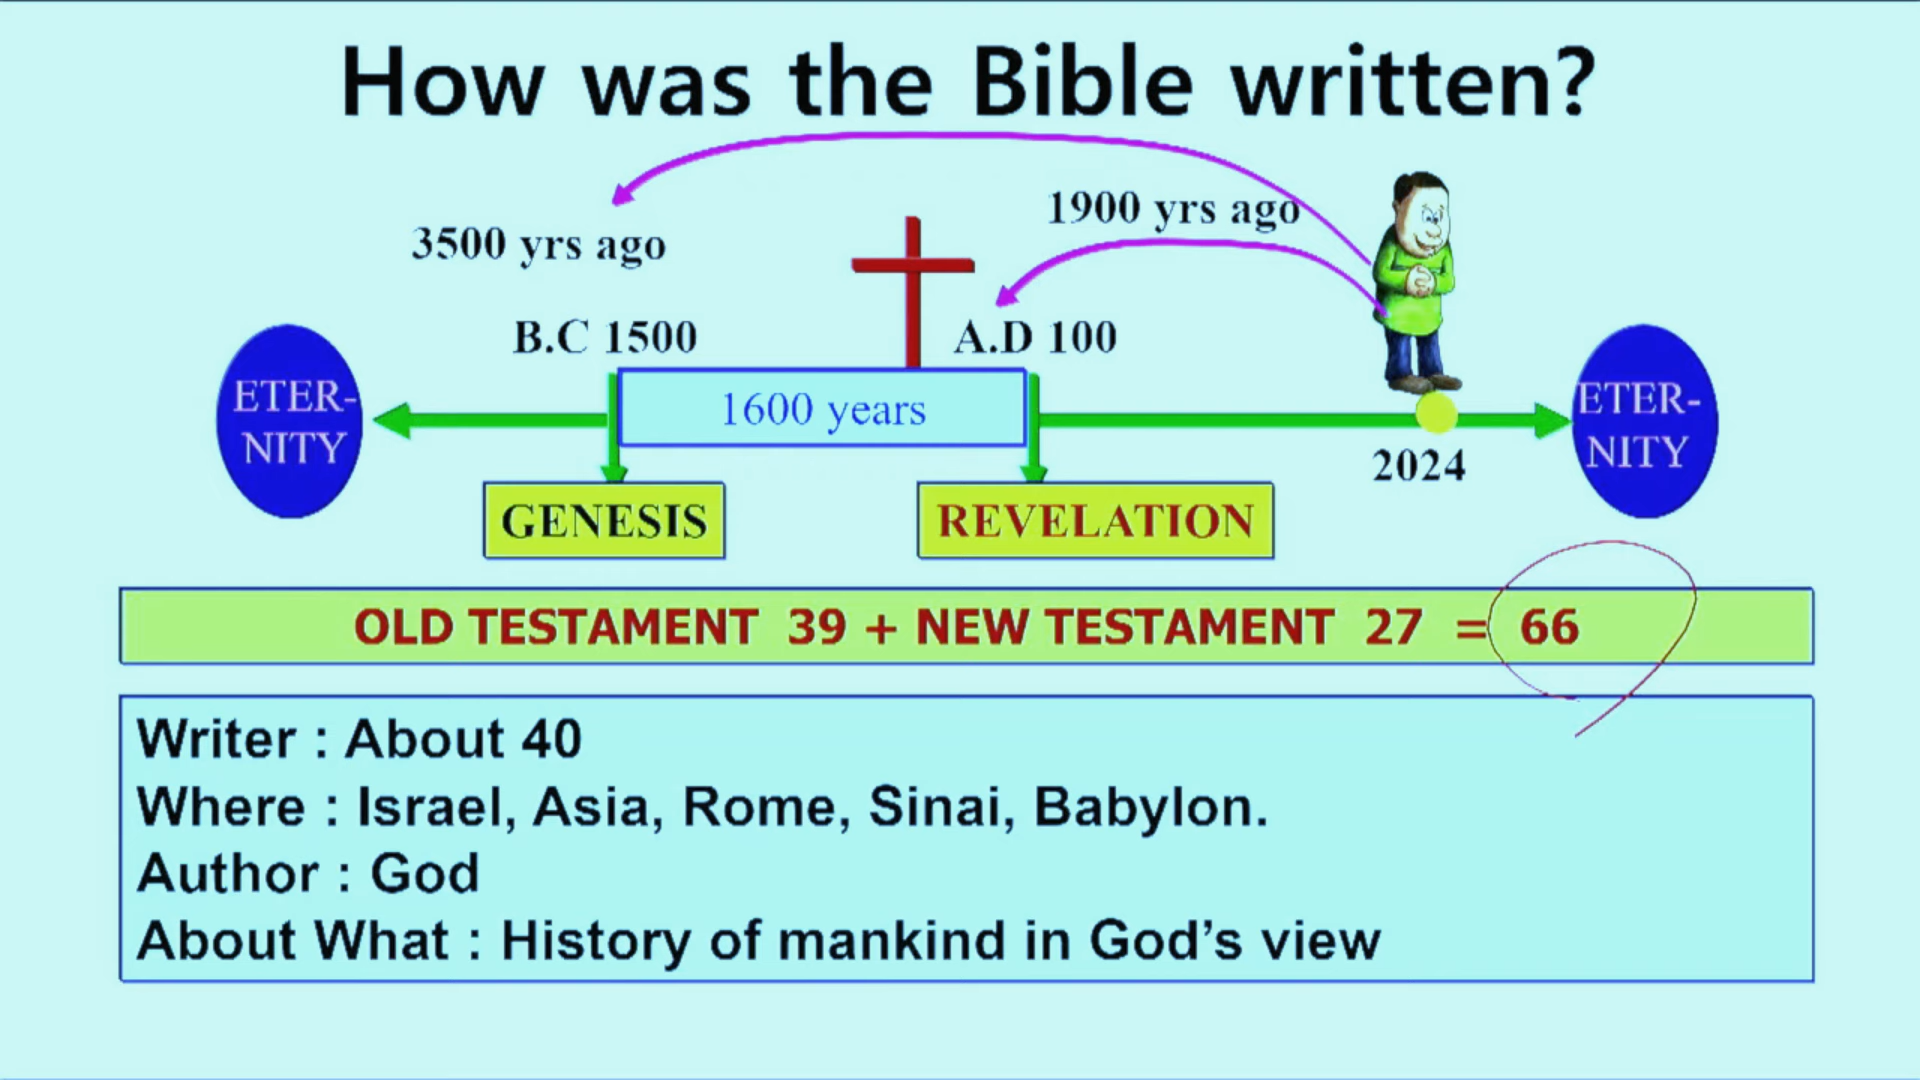 How was the Bible written?
1900 yrs ago
3500 yrs ago
B.C 1500
A.D 100
ETER-
NITY
1600 years
ETER-
NITY
2024
GENESIS
REVELATION
OLD TESTAMENT 39 + NEW TESTAMENT 27 = 66
Writer : About 40
Where : Israel, Asia, Rome, Sinai, Babylon.
Author : God
About What : History of mankind in God’s view